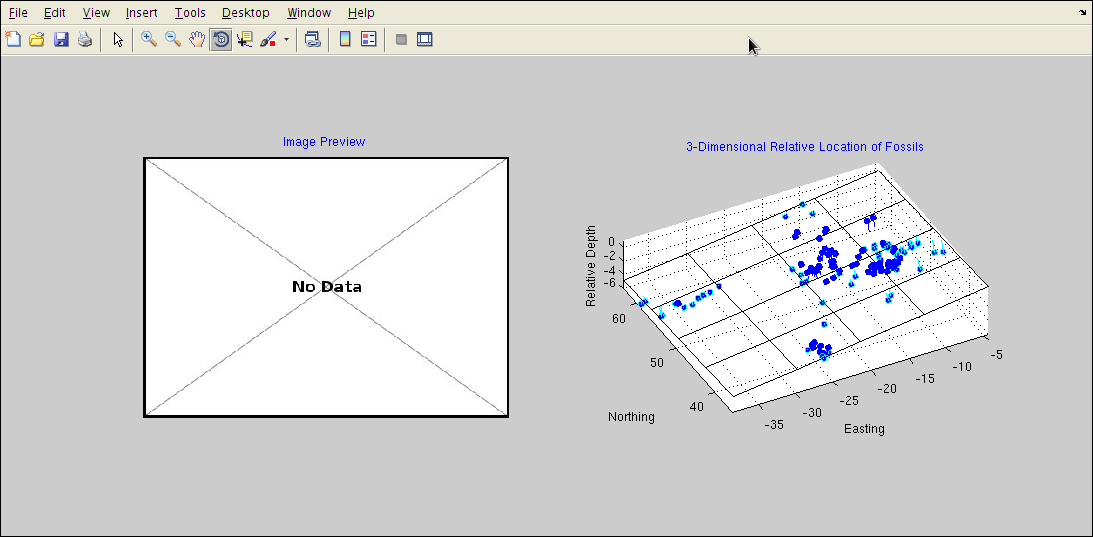 File Edit View Insert Tools Desktop Window Help
Image Preview
No Data
3-Dimensional Relative Location of Fossils
Relative Depth
0
-2
-4
-6
60
50
40
Northing
-35
-30
-25
-20
-15
-10
-5
Easting